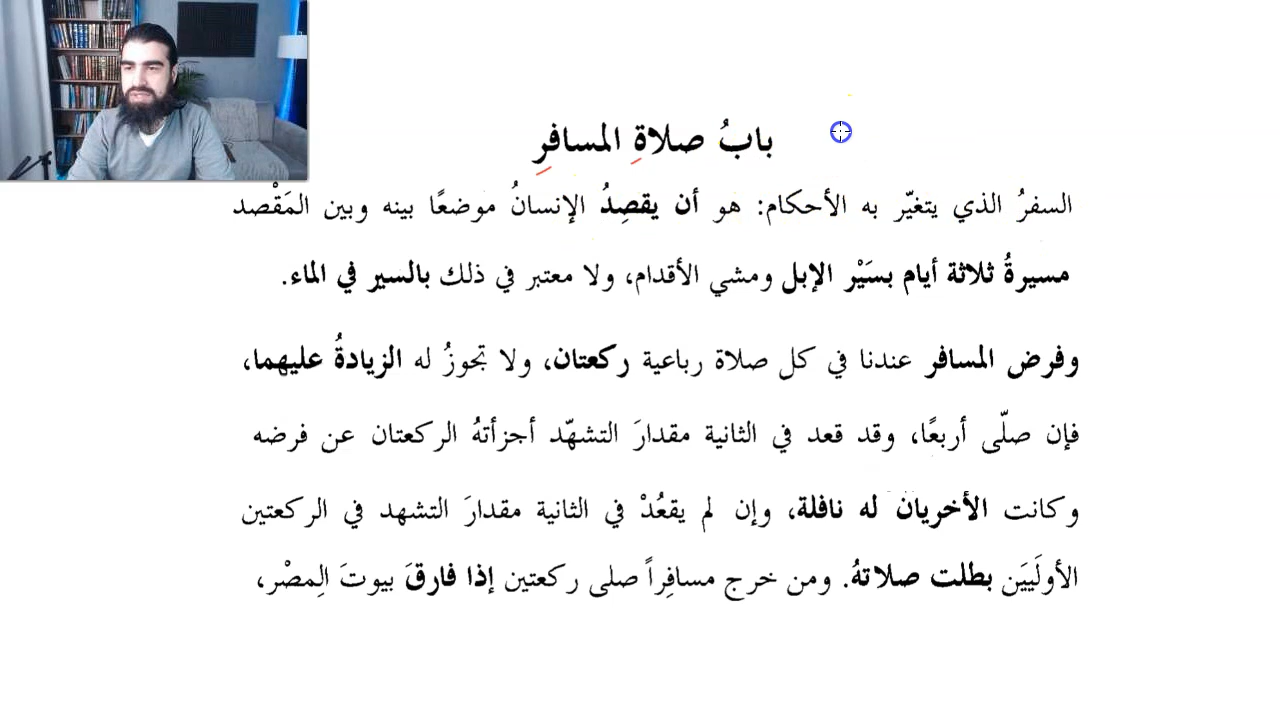 بابُ صلاةِ المسافرِ
السفرُ الذي يتغيّر به الأحكام: هو أن يقصِدُ الإنسانُ موضعًا بينه وبين المَقْصد
مسيرةُ ثلاثة أيام بسَيْر الإبل ومشي الأقدام، ولا معتبر في ذلك بالسير في الماء.
وفرض المسافر عندنا في كل صلاة رباعية ركعتان، ولا تجوزُ له الزيادةُ عليهما،
فإن صلّى أربعًا، وقد قعد في الثانية مقدارَ التشهّد أجزأتهُ الركعتان عن فرضه
وكانت الأخريان له نافلة، وإن لم يقعُدْ في الثانية مقدارَ التشهد في الركعتين
الأولَيَين بطلت صلاتهُ. ومن خرج مسافِراً صلى ركعتين إذا فارقَ بيوتَ الِمصْر،